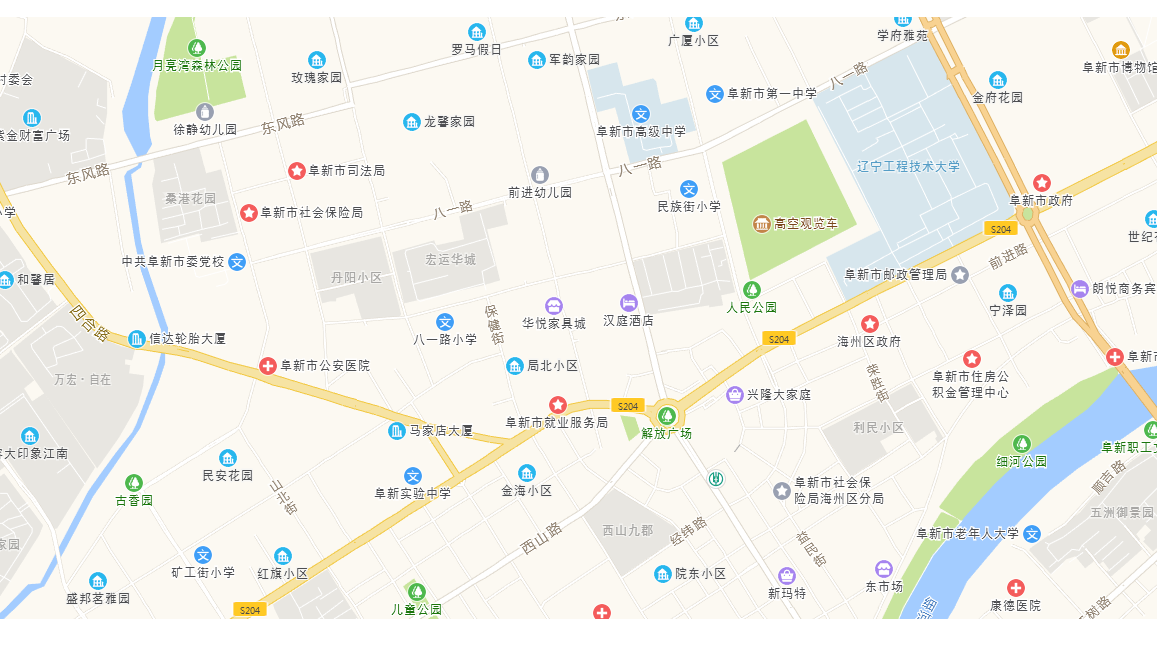 罗马假日
广厦小区
学府雅苑
军韵家园
月亮湾森林公园
玫瑰家园
村委会
八一路
阜新市博物馆
金府花园
阜新市第一中学
徐静幼儿园
东风路
龙馨家园
阜新市高级中学
紫金财富广场
东风路
阜新市司法局
八一路
辽宁工程技术大学
前进幼儿园
桑港花园
民族街小学
阜新市政府
小学
阜新市社会保险局
八一路
高空观览车
S204
中共阜新市委党校
宏运华城
前进路
和馨居
丹阳小区
阜新市邮政管理局
朗悦商务宾
人民公园
宁泽园
四合路
保健街
华悦家具城
汉庭酒店
信达轮胎大厦
八一路小学
S204
海州区政府
阜新市公安医院
局北小区
荣胜街
阜新市住房公
积金管理中心
万宏·自在
兴隆大家庭
S204
阜新市就业服务局
马家店大厦
解放广场
利民小区
容大印象江南
细河公园
阜新职工文
民安花园
古香园
山北街
阜新实验中学
金海小区
阜新市社会保
险局海州区分局
顺吉路
五洲御景园
西山路
西山九郡
经纬路
益民街
阜新市老年人大学
家园
矿工街小学
红旗小区
院东小区
新玛特
东市场
盛邦茗雅园
S204
儿童公园
康德医院
细河